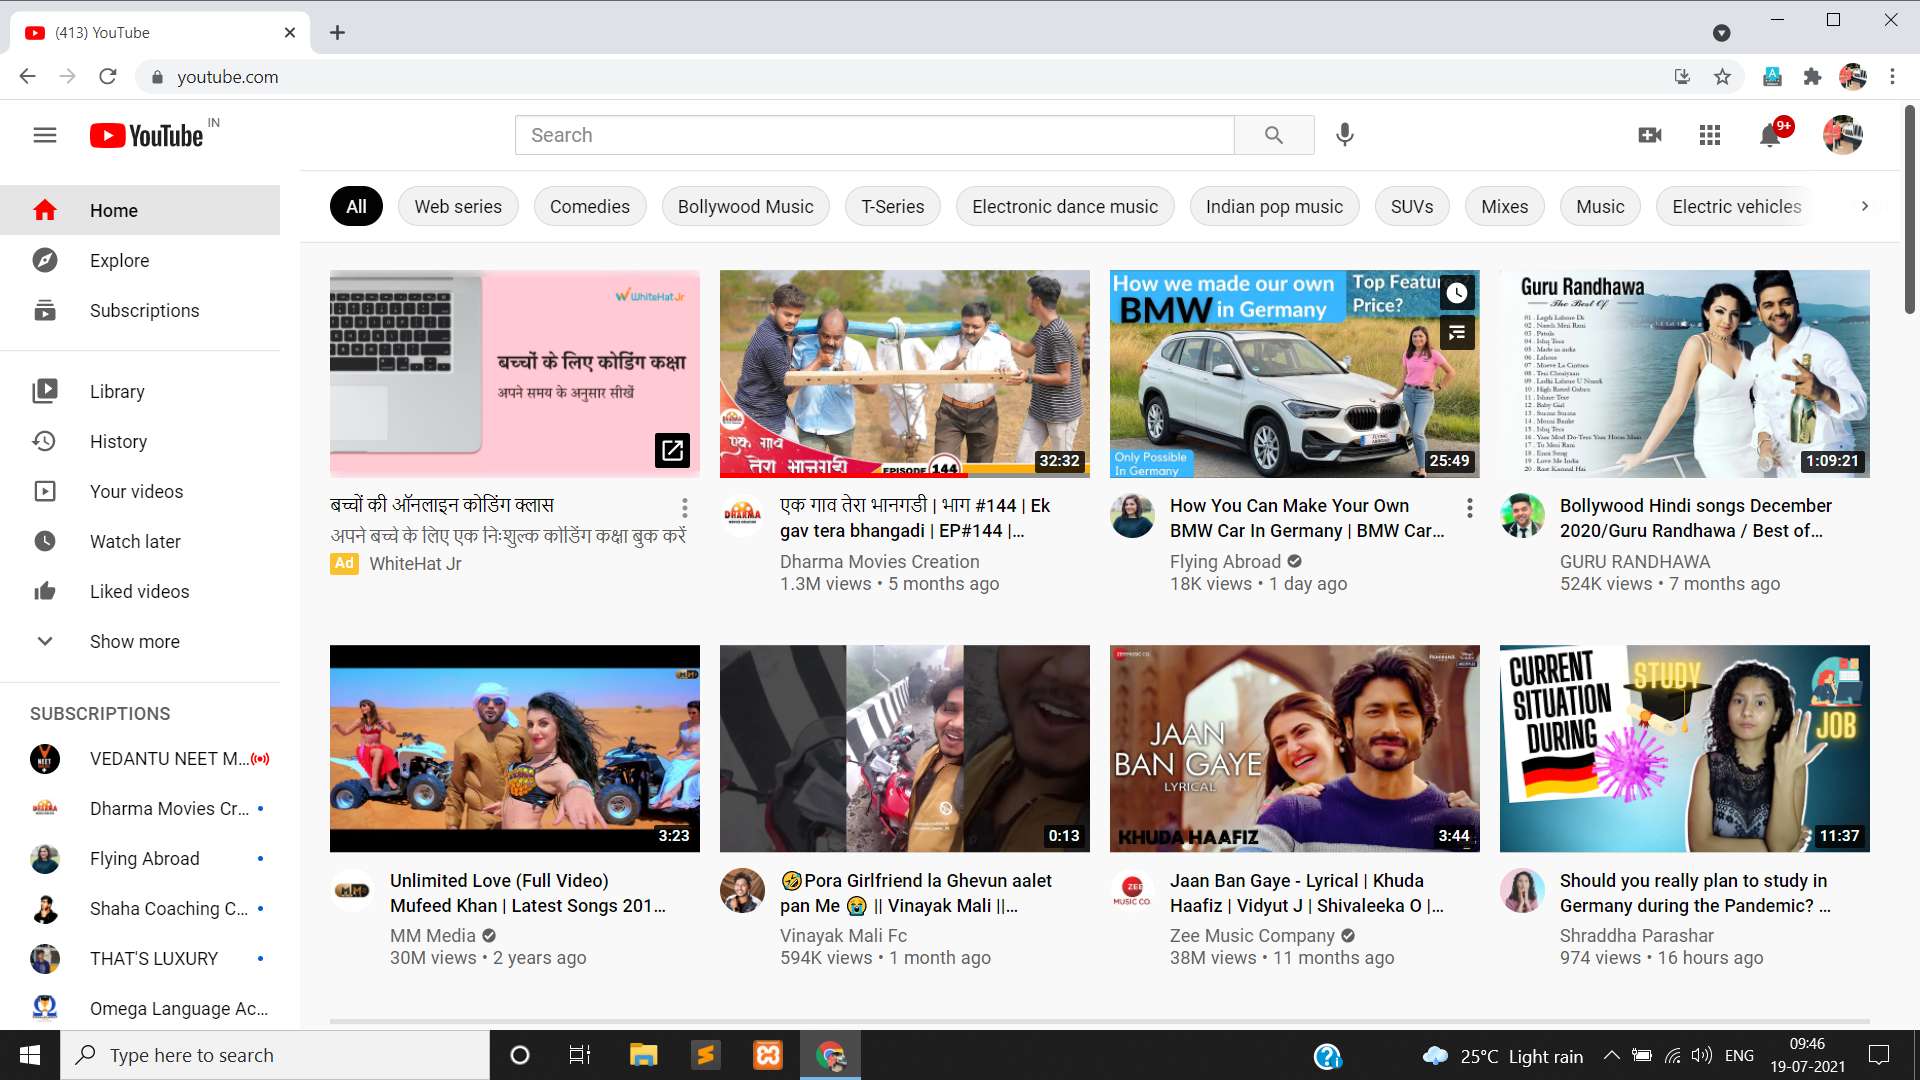 (413) YouTube
youtube.com
YouTube IN
Search
9+
Home
Explore
Subscriptions
Library
History
Your videos
Watch later
Liked videos
Show more
SUBSCRIPTIONS
VEDANTU NEET M...
Dharma Movies Cr...
Flying Abroad
Shaha Coaching C...
THAT'S LUXURY
Omega Language Ac...
All
Web series
Comedies
Bollywood Music
T-Series
Electronic dance music
Indian pop music
SUVs
Mixes
Music
Electric vehicles
WhiteHat Jr
बच्चों के लिए कोडिंग कक्षा
अपने समय के अनुसार सीखें
बच्चों की ऑनलाइन कोडिंग क्लास
अपने बच्चे के लिए एक निःशुल्क कोडिंग कक्षा बुक करें
Ad WhiteHat Jr
एक गाव
तेरा भानगडी
EPISODE 144
32:32
DHARMA
एक गाव तेरा भानगडी | भाग #144 | Ek
gav tera bhangadi | EP#144 |...
Dharma Movies Creation
1.3M views • 5 months ago
How we made our own
BMW in Germany
Top Featur
Price?
Only Possible
In Germany
25:49
How You Can Make Your Own
BMW Car In Germany | BMW Car...
Flying Abroad
18K views • 1 day ago
Guru Randhawa
The Best Of
1:09:21
Bollywood Hindi songs December
2020/Guru Randhawa / Best of...
GURU RANDHAWA
524K views • 7 months ago
3:23
Unlimited Love (Full Video)
Mufeed Khan | Latest Songs 201...
MM Media
30M views • 2 years ago
0:13
🤣Pora Girlfriend la Ghevun aalet
pan Me 😭 || Vinayak Mali ||...
Vinayak Mali Fc
594K views • 1 month ago
ZEE MUSIC CO.
JAAN
BAN GAYE
LYRICAL
KHUDA HAAFIZ
3:44
ZEE
MUSIC CO
Jaan Ban Gaye - Lyrical | Khuda
Haafiz | Vidyut J | Shivaleeka O |...
Zee Music Company
38M views • 11 months ago
CURRENT
SITUATION
DURING
STUDY
JOB
11:37
Should you really plan to study in
Germany during the Pandemic? ...
Shraddha Parashar
974 views • 16 hours ago
Type here to search
25°C Light rain
ENG
09:46
19-07-2021